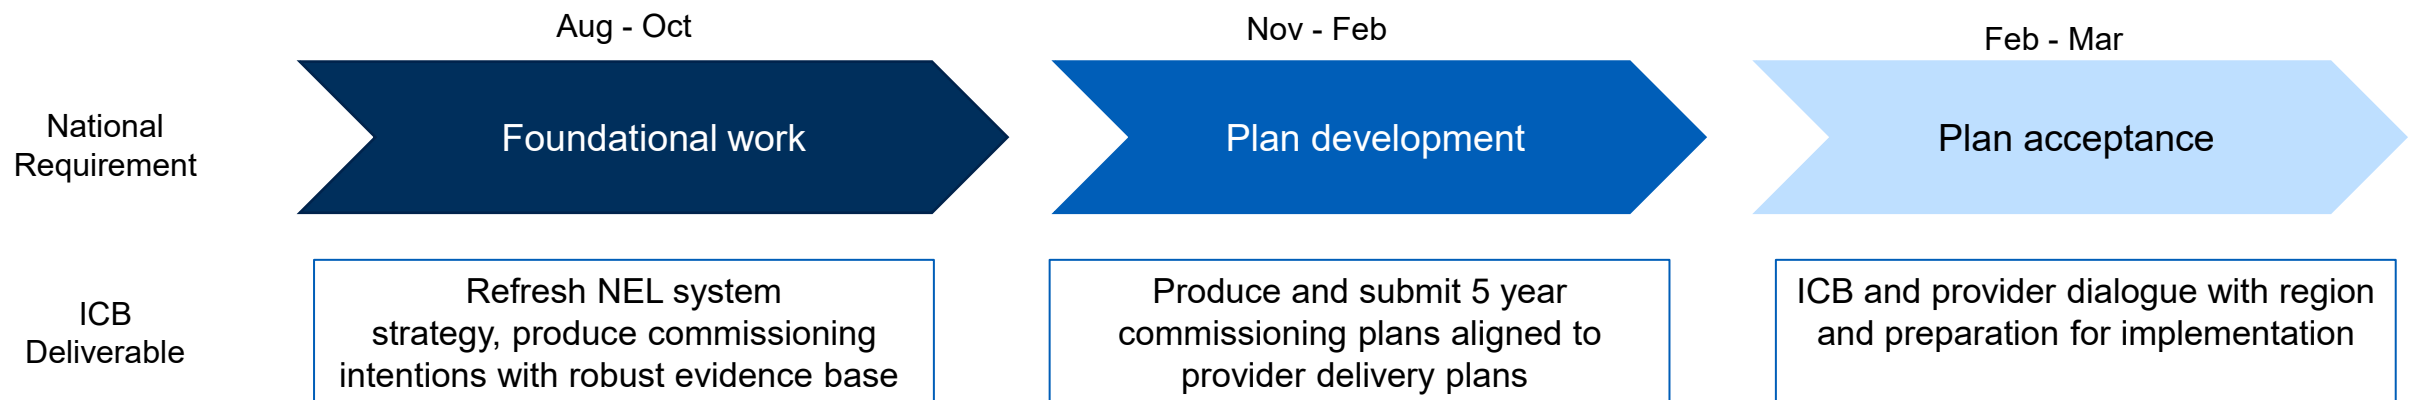 Aug - Oct
Nov - Feb
Feb - Mar
National
Requirement
Foundational work
Plan development
Plan acceptance
ICB
Deliverable
Refresh NEL system
strategy, produce commissioning
intentions with robust evidence base
Produce and submit 5 year
commissioning plans aligned to
provider delivery plans
ICB and provider dialogue with region
and preparation for implementation